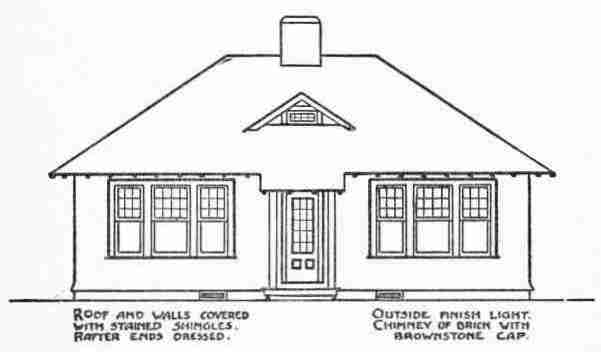 ROOF AND WALLS COVERED
WITH STAINED SHINGLES.
RAFTER ENDS DRESSED.
OUTSIDE FINISH LIGHT.
CHIMNEY OF BRICK WITH
BROWNSTONE CAP.